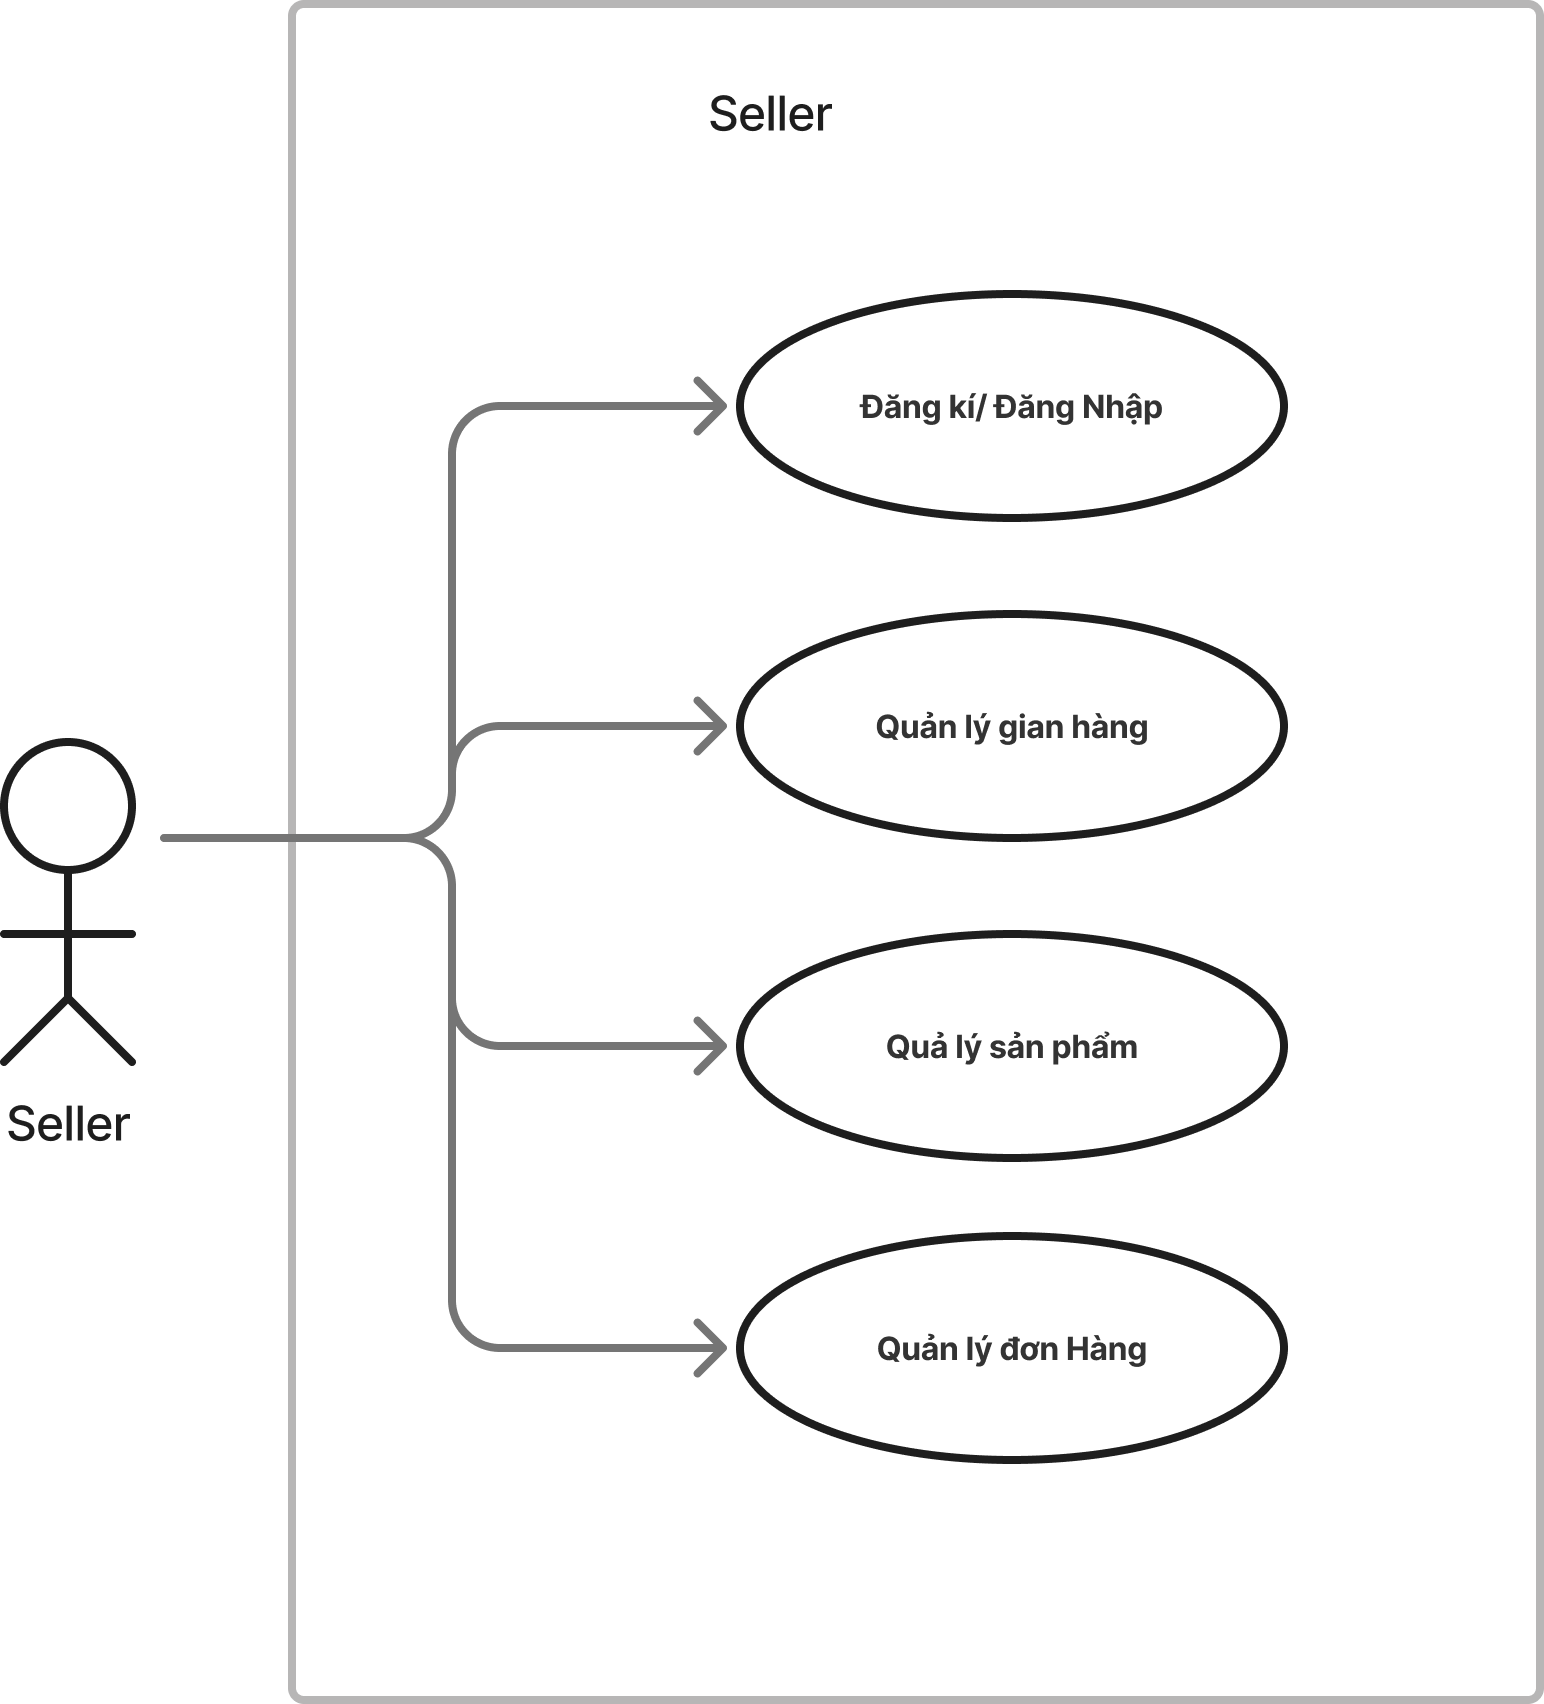 Seller
Đăng kí/ Đăng Nhập
Quản lý gian hàng
Quả lý sản phẩm
Seller
Quản lý đơn Hàng